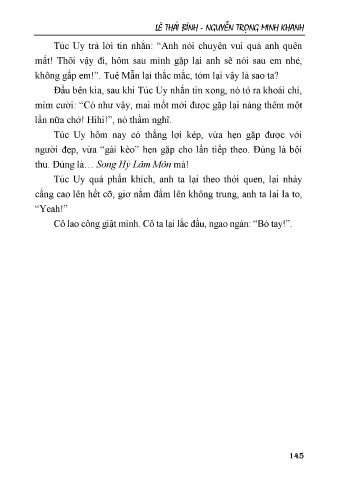 LÊ THÁI BÌNH - NGUYỄN TRỌNG MINH KHANH
Túc Uy trả lời tin nhắn: “Anh nói chuyện vui quá anh quên
mất! Thôi vậy đi, hôm sau mình gặp lại anh sẽ nói sau em nhé,
không gấp em!”. Tuệ Mẫn lại thắc mắc, tóm lại vậy là sao ta?
Đầu bên kia, sau khi Túc Uy nhắn tin xong, nó tỏ ra khoái chí,
mỉm cười: “Có như vậy, mai mốt mới được gặp lại nàng thêm một
lần nữa chớ! Hihi!”, nó thầm nghĩ.
Túc Uy hôm nay có thắng lợi kép, vừa hẹn gặp được với
người đẹp, vừa “gài kèo” hẹn gặp cho lần tiếp theo. Đúng là bội
thu. Đúng là… Song Hỷ Lâm Môn mà!
Túc Uy quá phấn khích, anh ta lại theo thói quen, lại nhảy
cẫng cao lên hết cỡ, giơ nắm đấm lên không trung, anh ta la to,
“Yeah!”
Cô lao công giật mình. Cô ta lại lắc đầu, ngao ngán: “Bó tay!”.
145